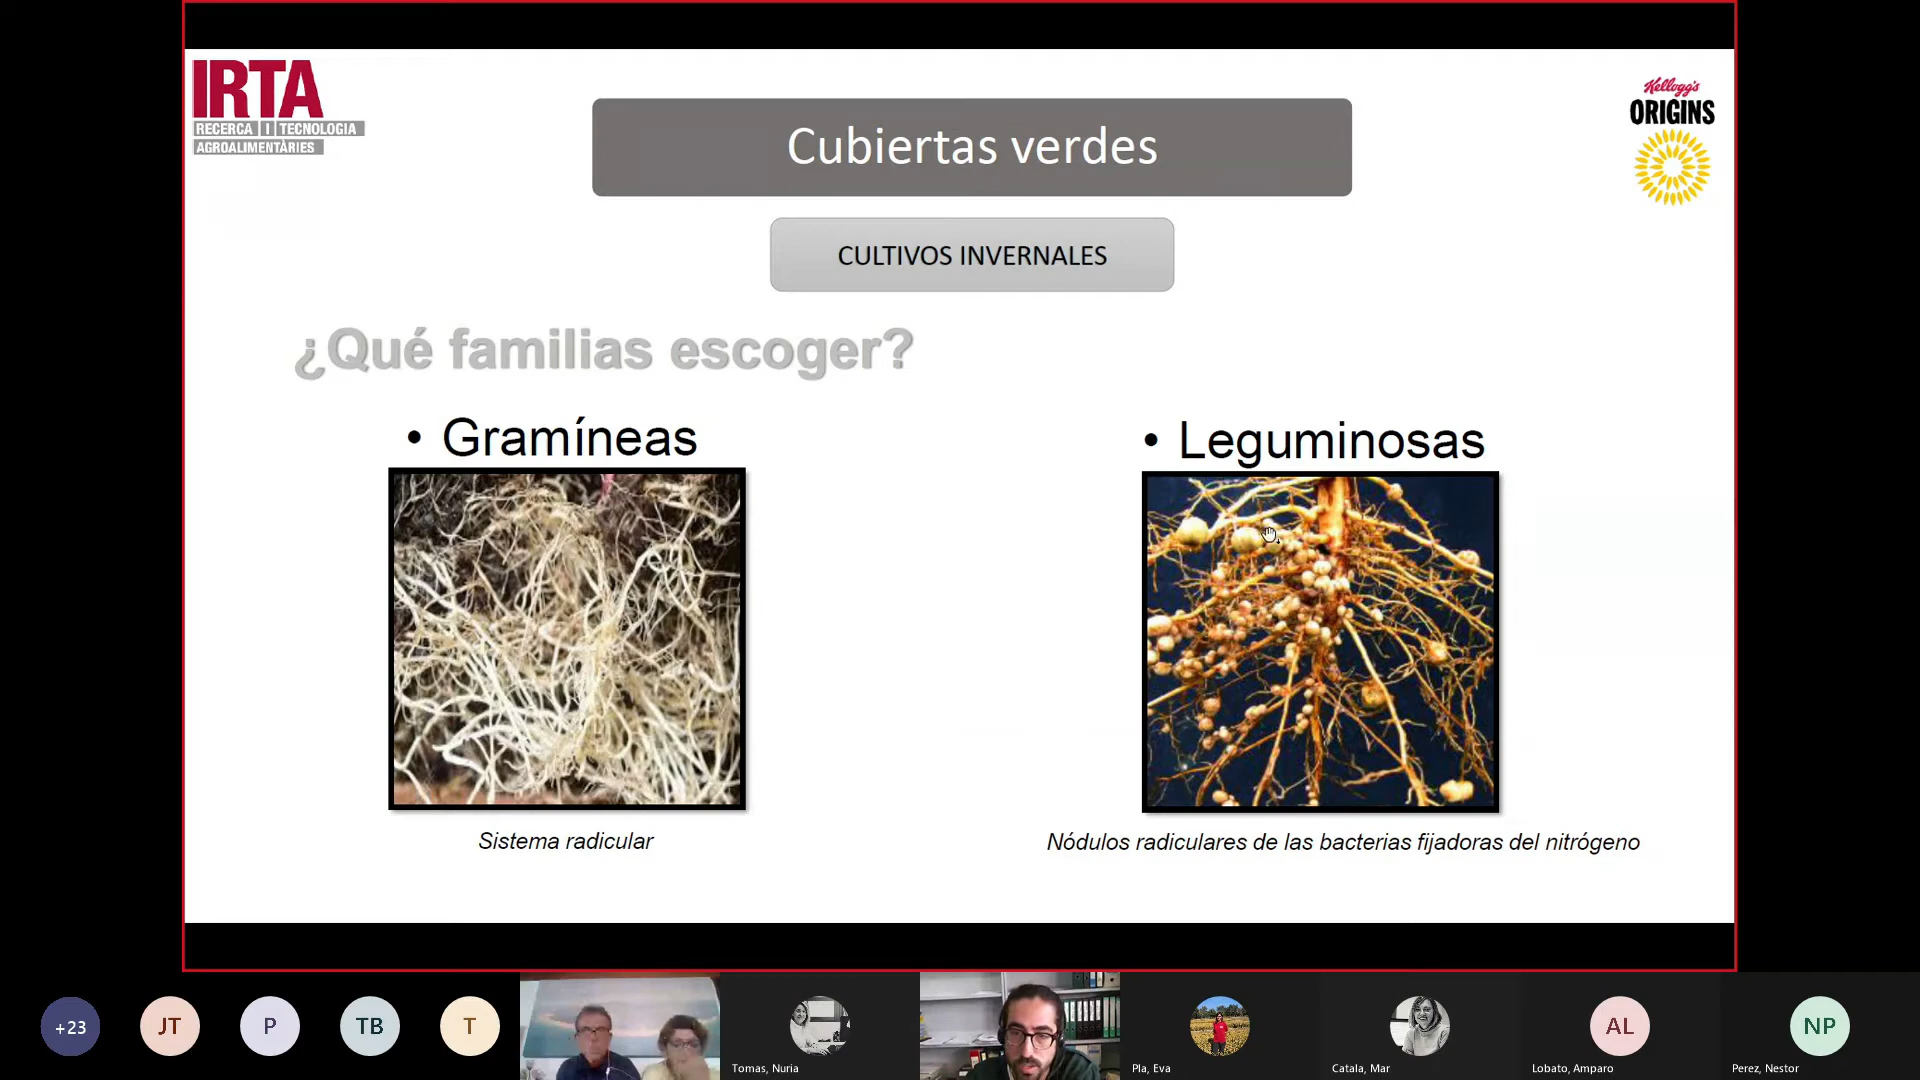 IRTA
RECERCA I TECNOLOGIA
AGROALIMENTÀRIES
Kellogg's
ORIGINS
Cubiertas verdes
CULTIVOS INVERNALES
¿Qué familias escoger?
• Gramíneas
• Leguminosas
Sistema radicular
Nódulos radiculares de las bacterias fijadoras del nitrógeno
+23
JT
P
TB
T
Tomas, Nuria
Pla, Eva
Catala, Mar
AL
Lobato, Amparo
NP
Perez, Nestor